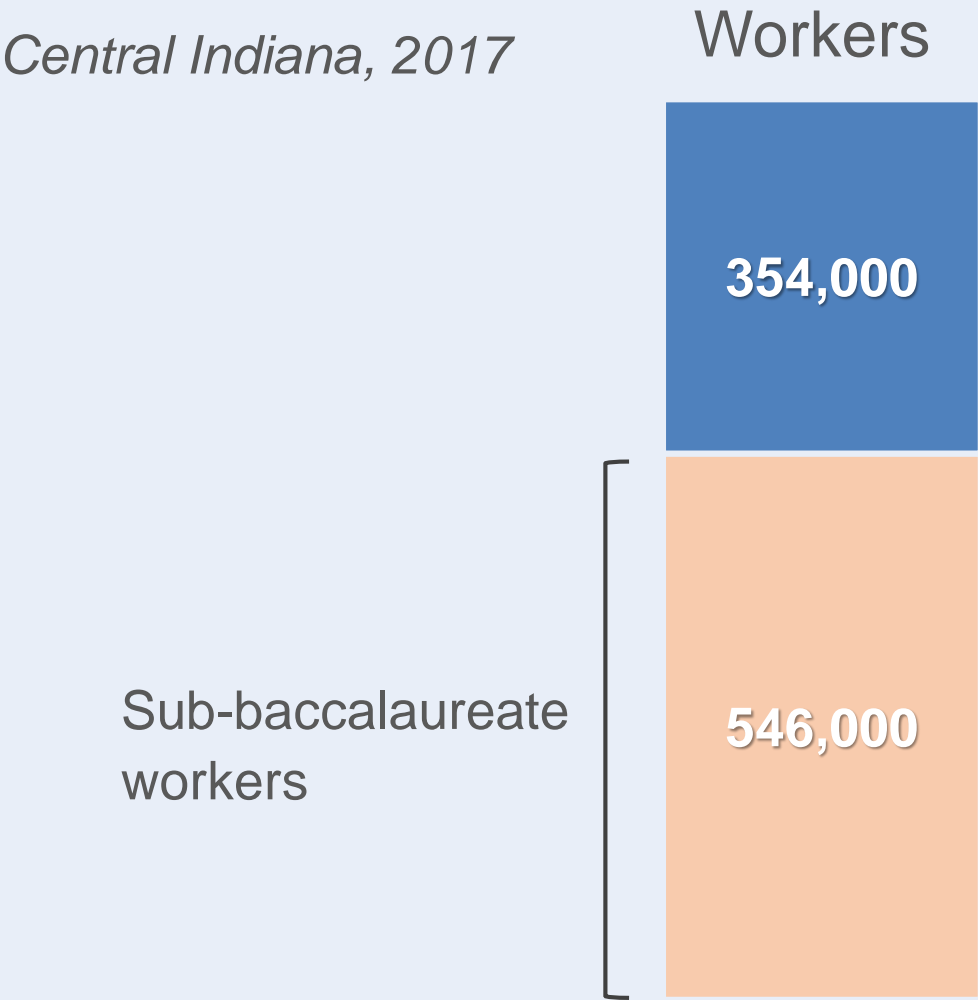 Central Indiana, 2017
Workers
354,000
Sub-baccalaureate
workers
546,000